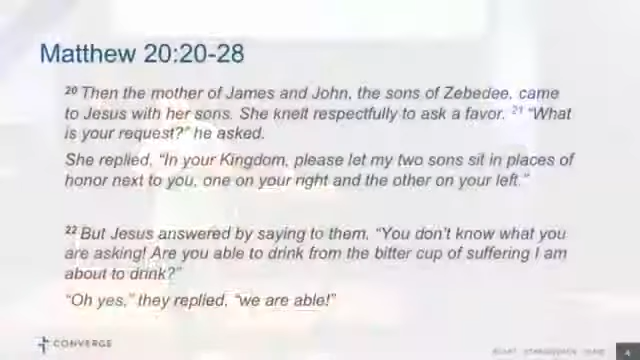 Matthew 20:20-28
20 Then the mother of James and John, the sons of Zebedee, came
to Jesus with her sons. She knelt respectfully to ask a favor. 21 "What
is your request?" he asked.
She replied, "In your Kingdom, please let my two sons sit in places of
honor next to you, one on your right and the other on your left."
22 But Jesus answered by saying to them, "You don't know what you
are asking! Are you able to drink from the bitter cup of suffering I am
about to drink?"
"Oh yes," they replied, "we are able!"
CONVERGE
4